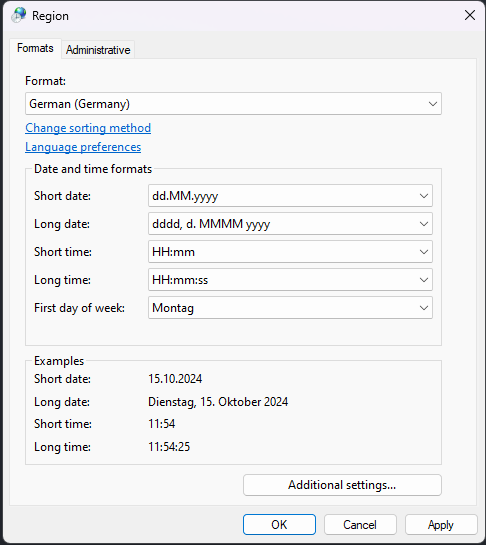 Region
Formats Administrative
Format:
German (Germany)
Change sorting method
Language preferences
Date and time formats
Short date: dd.MM.yyyy
Long date: dddd, d. MMMM yyyy
Short time: HH:mm
Long time: HH:mm:ss
First day of week: Montag
Examples
Short date: 15.10.2024
Long date: Dienstag, 15. Oktober 2024
Short time: 11:54
Long time: 11:54:25
Additional settings...
OK Cancel Apply